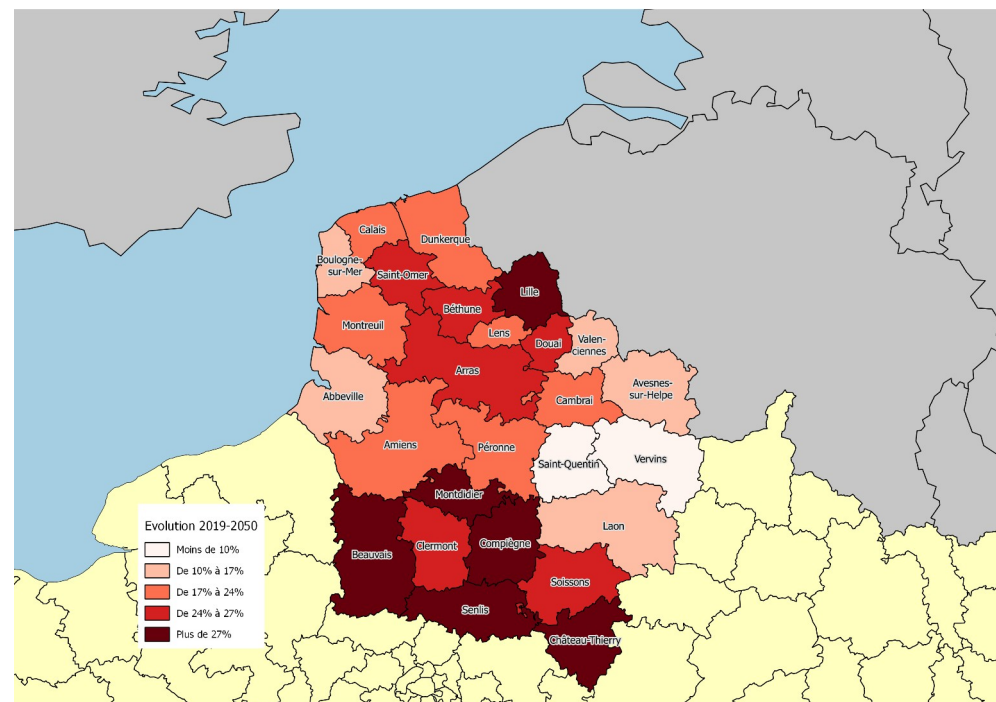 Calais
Dunkerque
Boulogne-
sur-Mer
Saint-Omer
Lille
Béthune
Montreuil
Lens
Douai
Valen-
ciennes
Arras
Avesnes-
sur-Helpe
Abbeville
Cambrai
Amiens
Péronne
Saint-Quentin
Vervins
Montdidier
Laon
Beauvais
Clermont
Compiègne
Soissons
Senlis
Château-Thierry
Evolution 2019-2050
Moins de 10%
De 10% à 17%
De 17% à 24%
De 24% à 27%
Plus de 27%